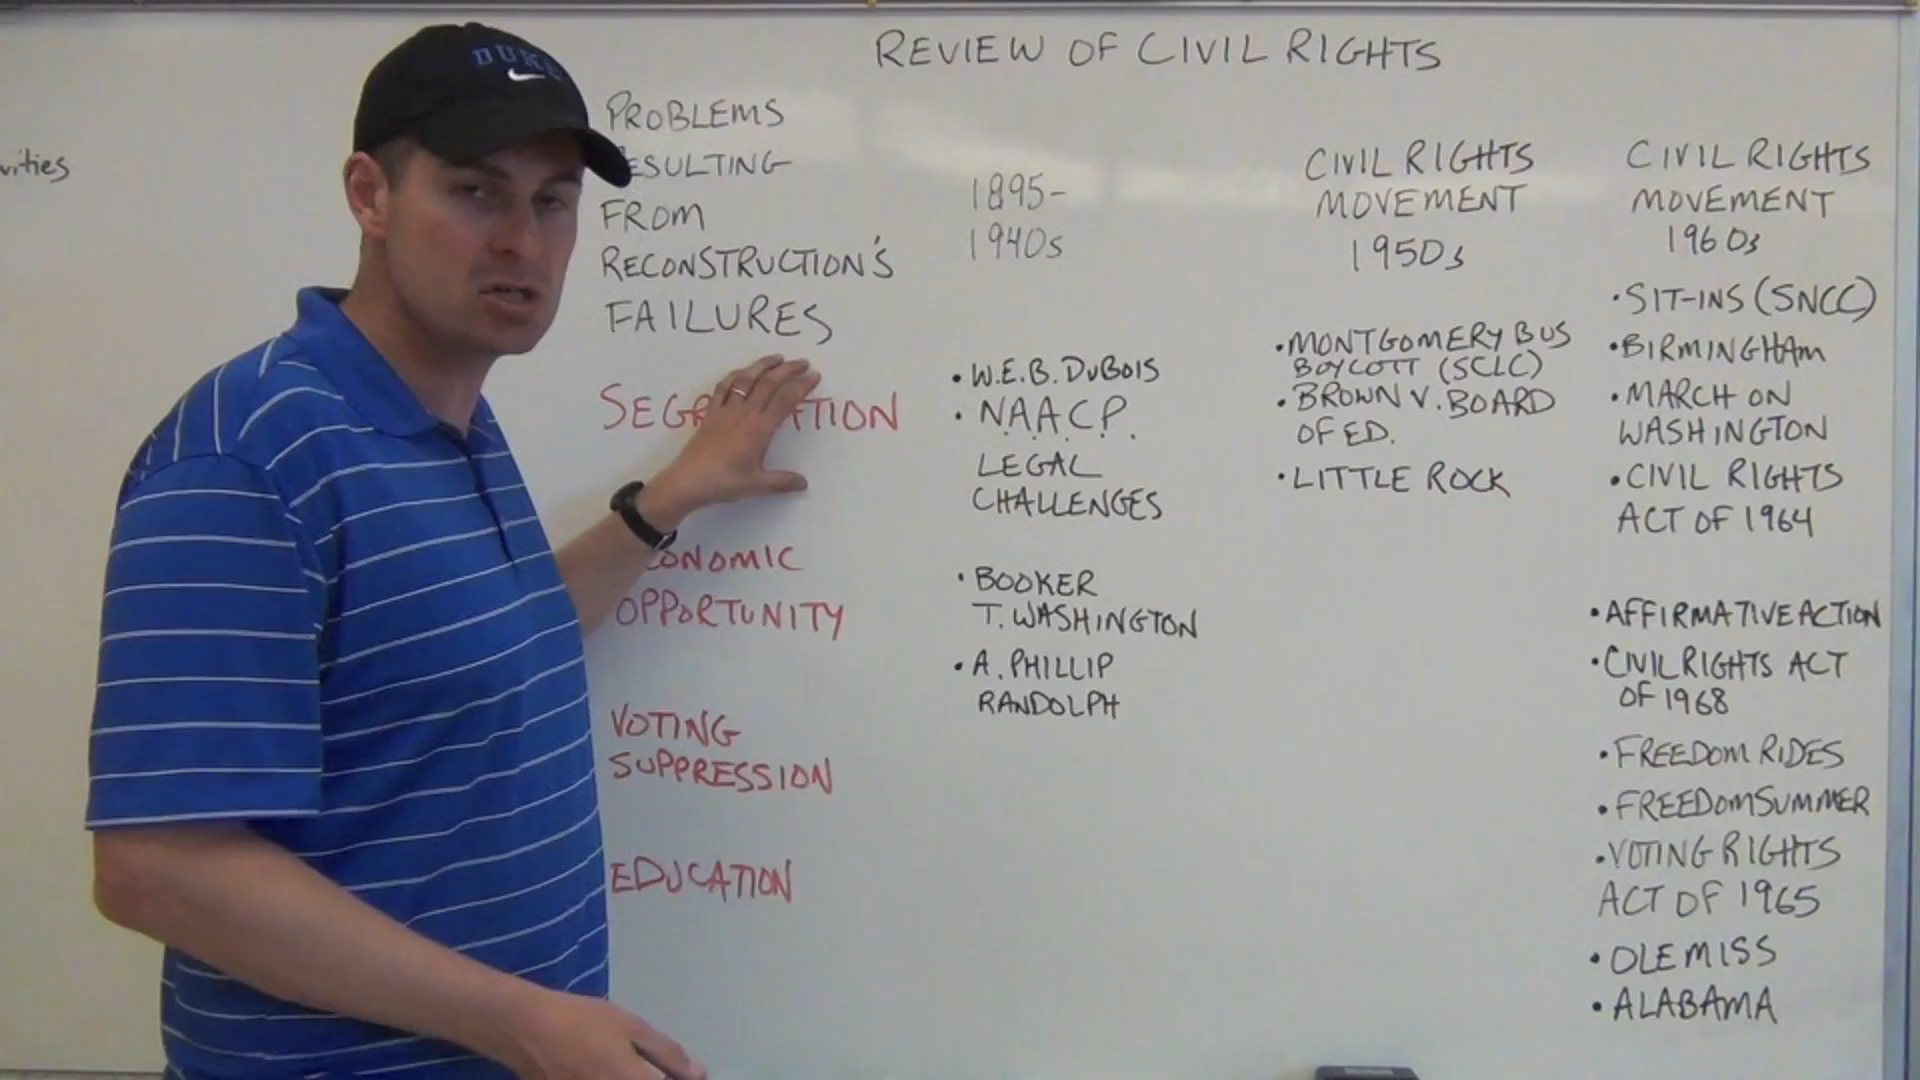 REVIEW OF CIVIL RIGHTS
vities
DUKE
PROBLEMS
RESULTING
FROM
RECONSTRUCTION'S
FAILURES
SEGREGATION
ECONOMIC
OPPORTUNITY
VOTING
SUPPRESSION
EDUCATION
1895-
1940s
• W.E.B. DUBOIS
• N.A.A.C.P.
LEGAL
CHALLENGES
• BOOKER
T. WASHINGTON
• A. PHILLIP
RANDOLPH
CIVIL RIGHTS
MOVEMENT
1950s
• MONTGOMERY BUS
BOYCOTT (SCLC)
• BROWN V. BOARD
OF ED.
• LITTLE ROCK
CIVIL RIGHTS
MOVEMENT
1960s
• SIT-INS (SNCC)
• BIRMINGHAM
• MARCH ON
WASHINGTON
• CIVIL RIGHTS
ACT OF 1964
• AFFIRMATIVE ACTION
• CIVIL RIGHTS ACT
OF 1968
• FREEDOM RIDES
• FREEDOM SUMMER
• VOTING RIGHTS
ACT OF 1965
• OLE MISS
• ALABAMA